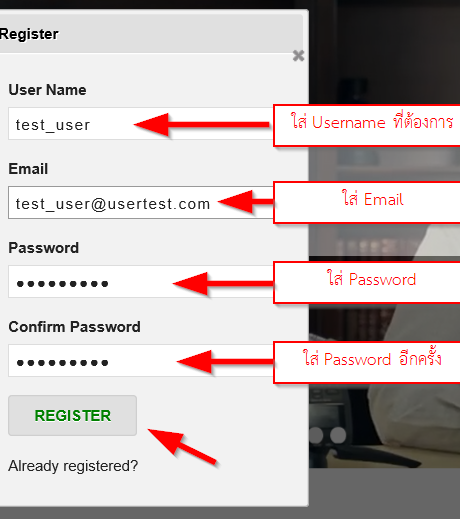 Register
User Name
test_user
ใส่ Username ที่ต้องการ
Email
test_user@usertest.com
ใส่ Email
Password
●●●●●●●●●
ใส่ Password
Confirm Password
●●●●●●●●●
ใส่ Password อีกครั้ง
REGISTER
Already registered?